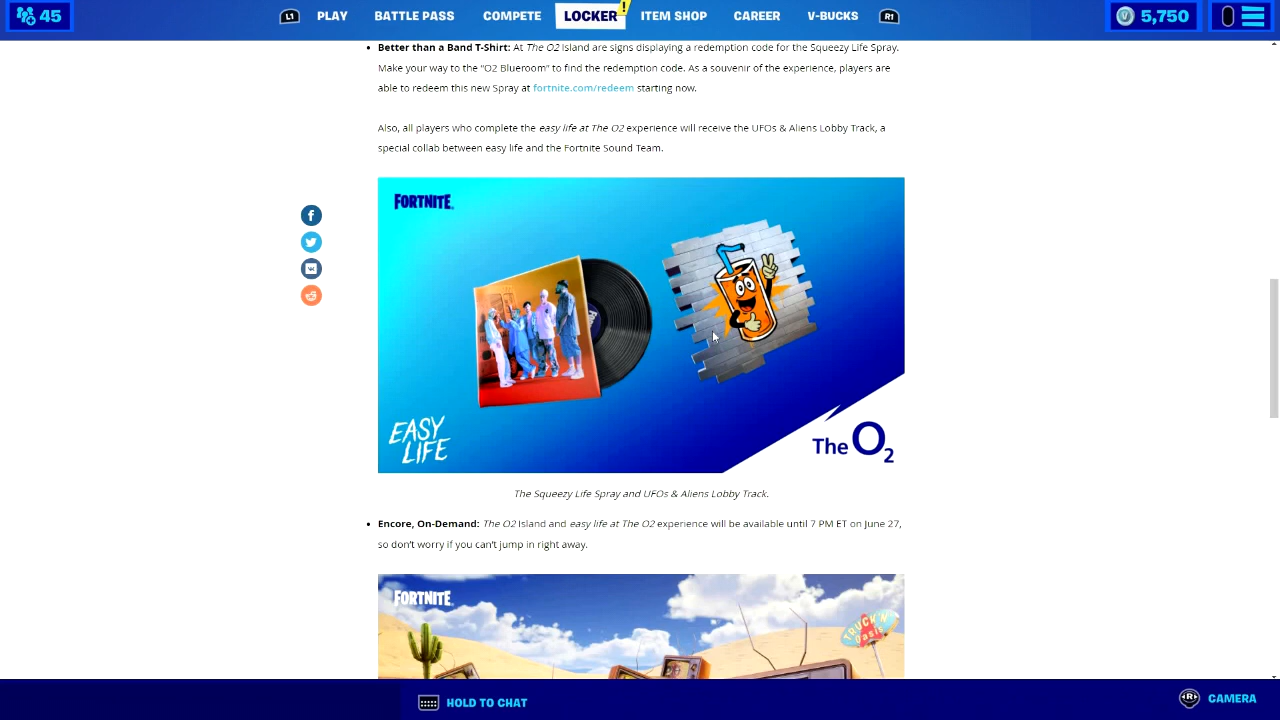 45
L1
PLAY
BATTLE PASS
COMPETE
LOCKER
!
ITEM SHOP
CAREER
V-BUCKS
R1
V
5,750
• Better than a Band T-Shirt: At The O2 Island are signs displaying a redemption code for the Squeezy Life Spray.
Make your way to the “O2 Blueroom” to find the redemption code. As a souvenir of the experience, players are
able to redeem this new Spray at fortnite.com/redeem starting now.
Also, all players who complete the easy life at The O2 experience will receive the UFOs & Aliens Lobby Track, a
special collab between easy life and the Fortnite Sound Team.
FORTNITE
EASY
LIFE
The O2
The Squeezy Life Spray and UFOs & Aliens Lobby Track.
• Encore, On-Demand: The O2 Island and easy life at The O2 experience will be available until 7 PM ET on June 27,
so don’t worry if you can’t jump in right away.
FORTNITE
TRUCK'N
Oasis
HOLD TO CHAT
R
CAMERA